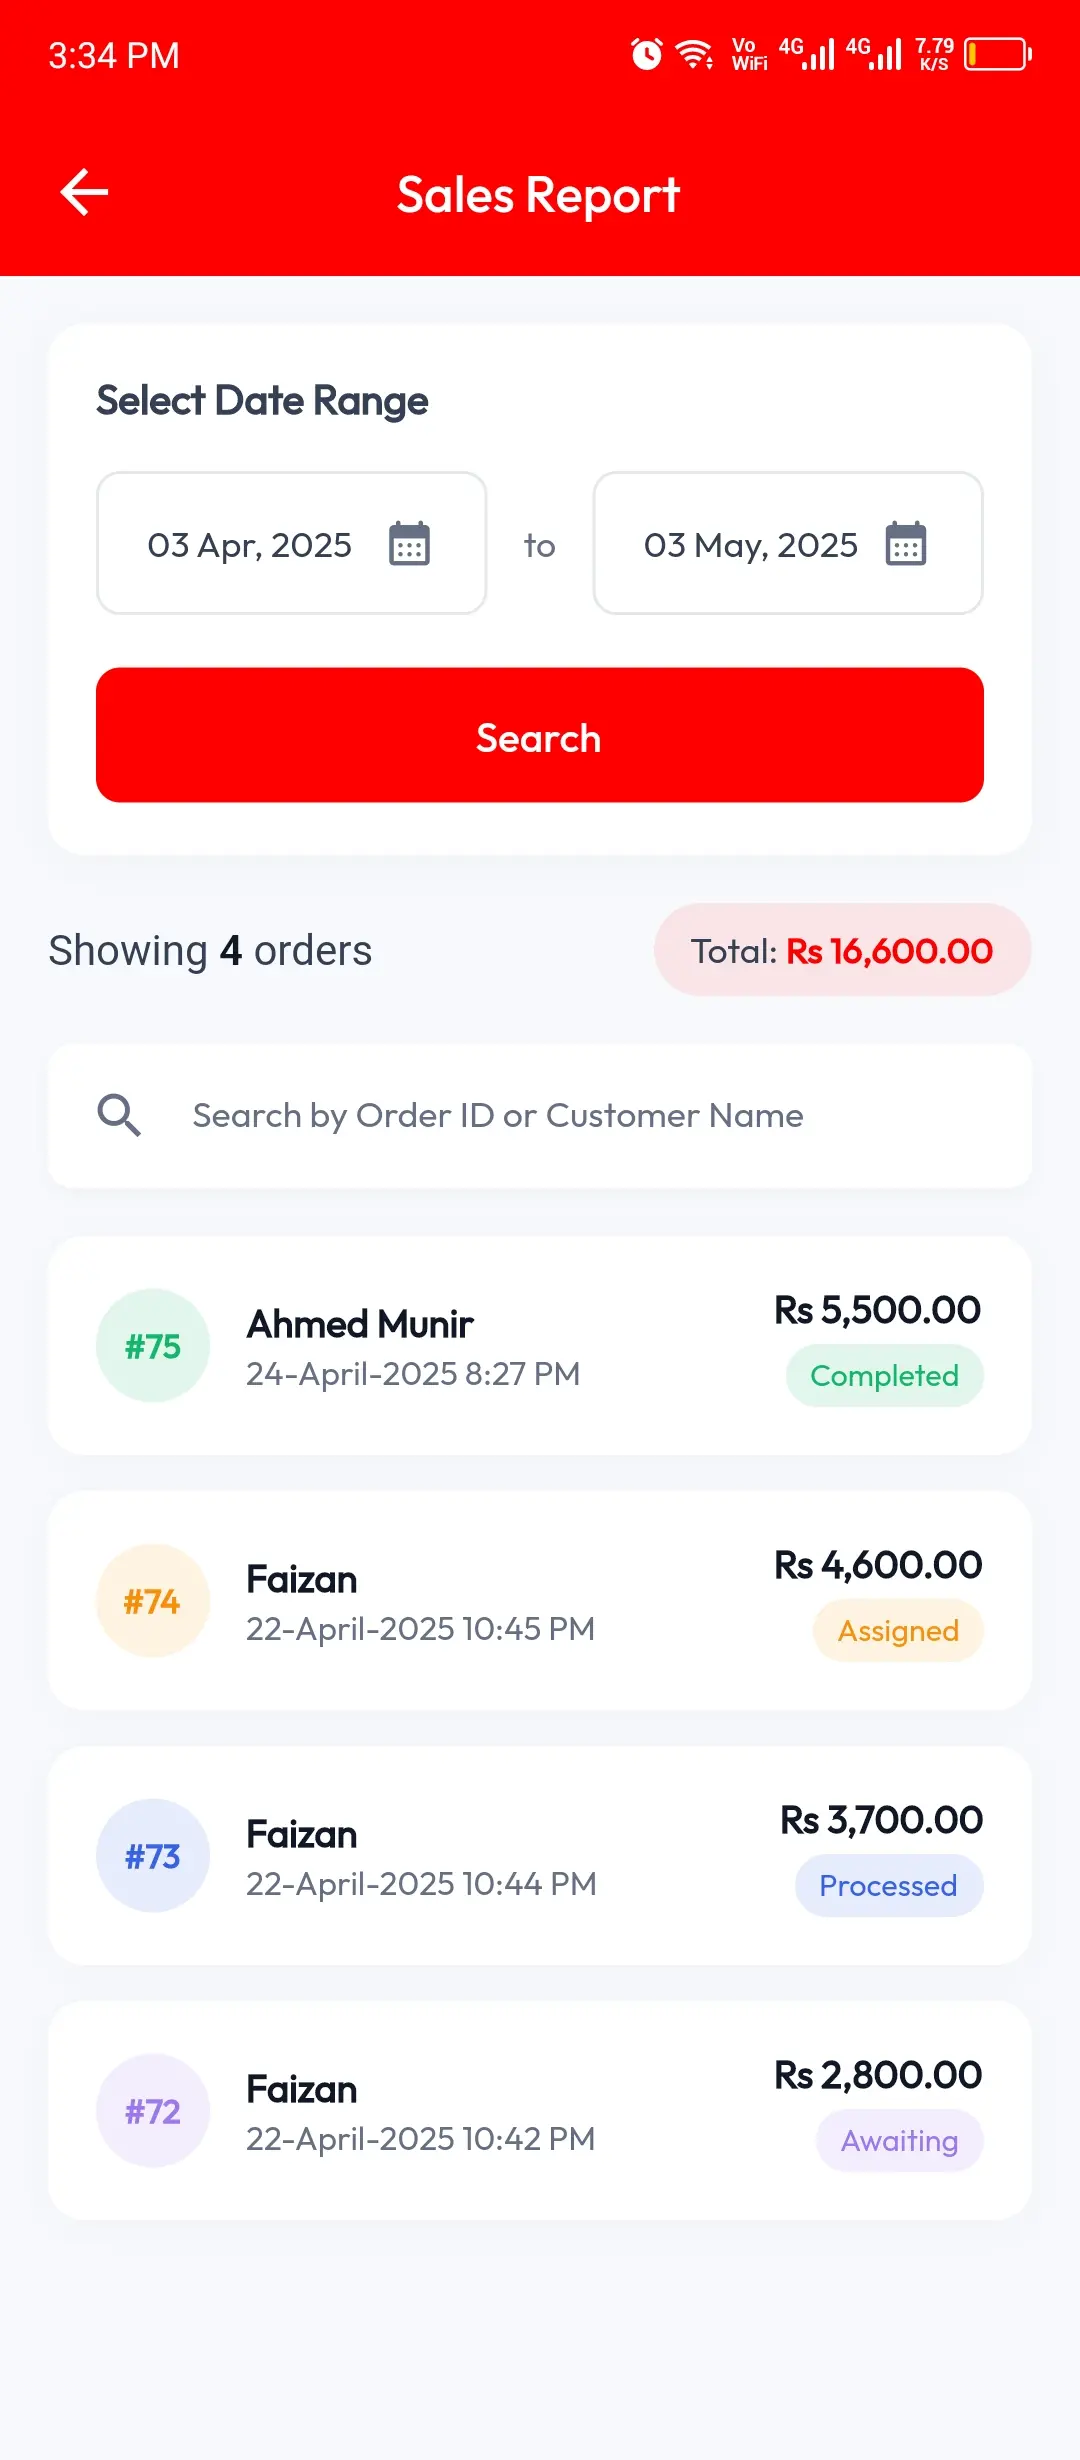 3:34 PM
Vo WiFi 4G 4G 7.79 K/S
Sales Report
Select Date Range
03 Apr, 2025 to 03 May, 2025
Search
Showing 4 orders
Total: Rs 16,600.00
Search by Order ID or Customer Name
#75
Ahmed Munir
24-April-2025 8:27 PM
Rs 5,500.00
Completed
#74
Faizan
22-April-2025 10:45 PM
Rs 4,600.00
Assigned
#73
Faizan
22-April-2025 10:44 PM
Rs 3,700.00
Processed
#72
Faizan
22-April-2025 10:42 PM
Rs 2,800.00
Awaiting